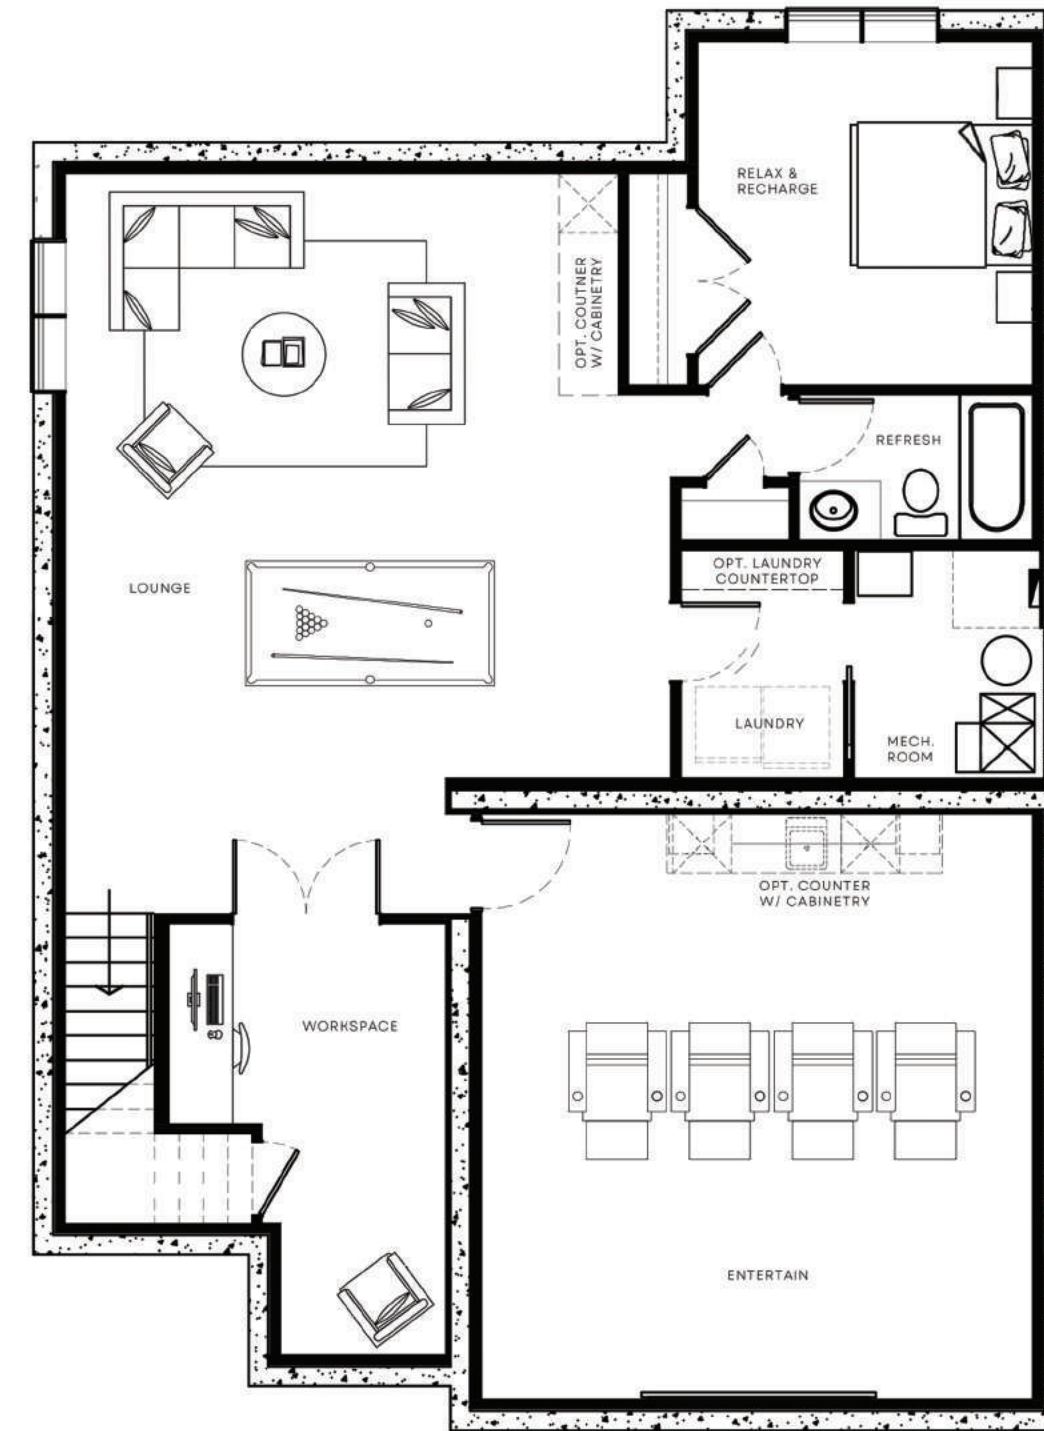 RELAX &
RECHARGE
OPT. COUTNER
W/ CABINETRY
REFRESH
LOUNGE
OPT. LAUNDRY
COUNTERTOP
LAUNDRY
MECH.
ROOM
OPT. COUNTER
W/ CABINETRY
WORKSPACE
ENTERTAIN